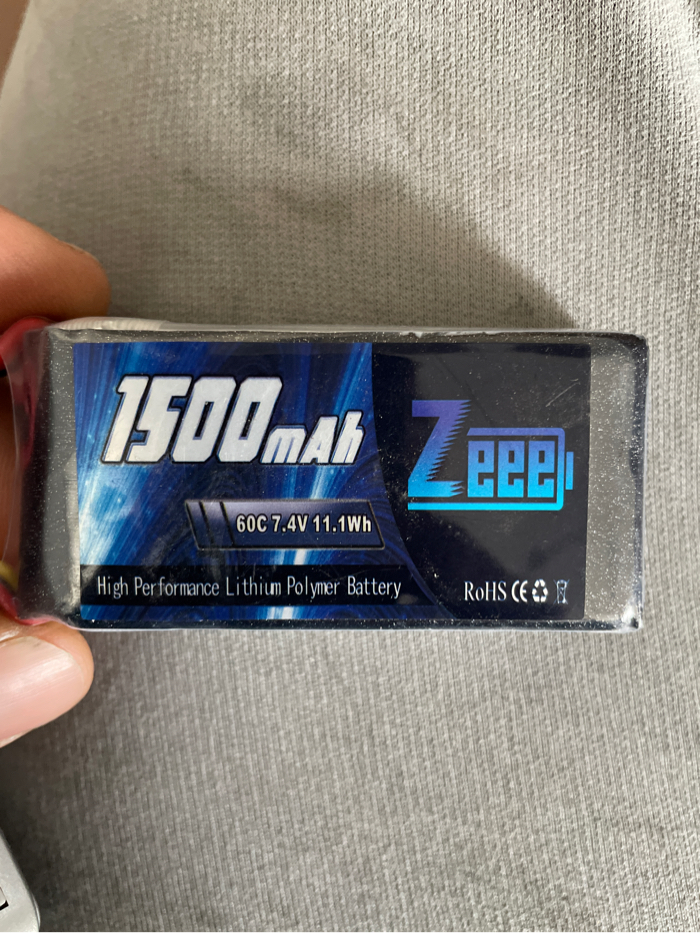 1500mAh
Zeee
60C 7.4V 11.1Wh
High Performance Lithium Polymer Battery
RoHS CE